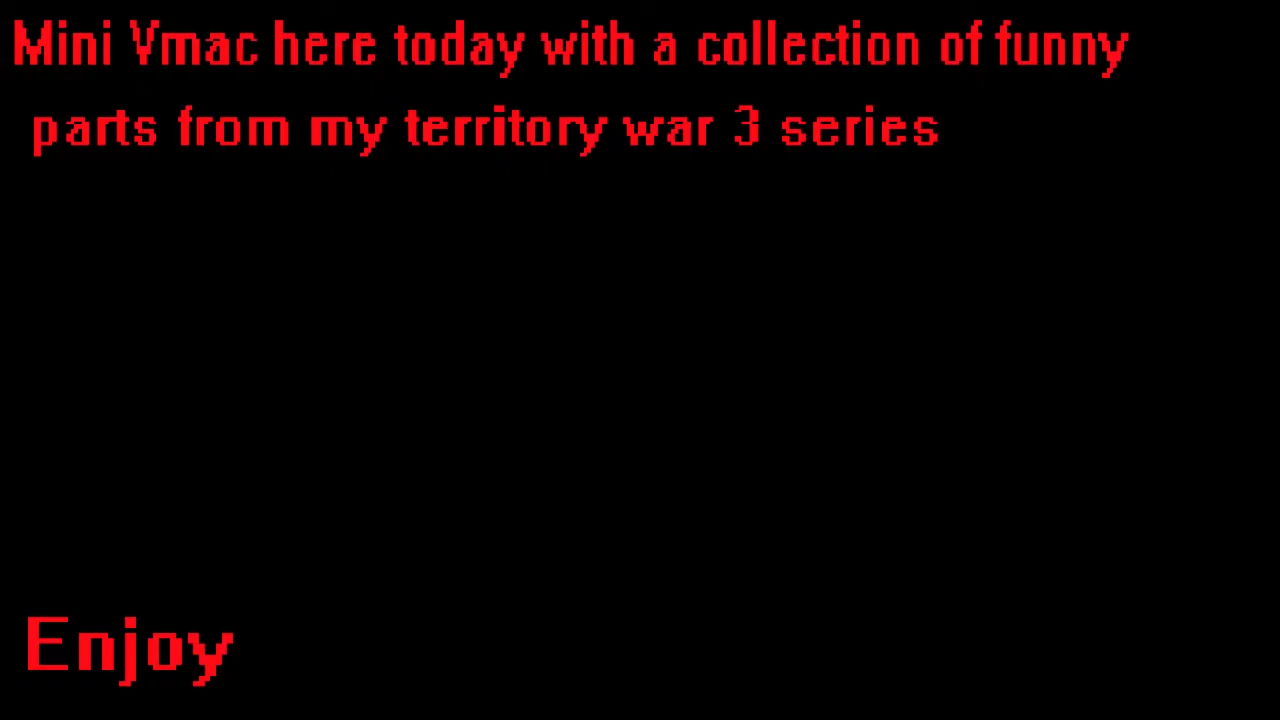 Mini Vmac here today with a collection of funny
parts from my territory war 3 series
Enjoy